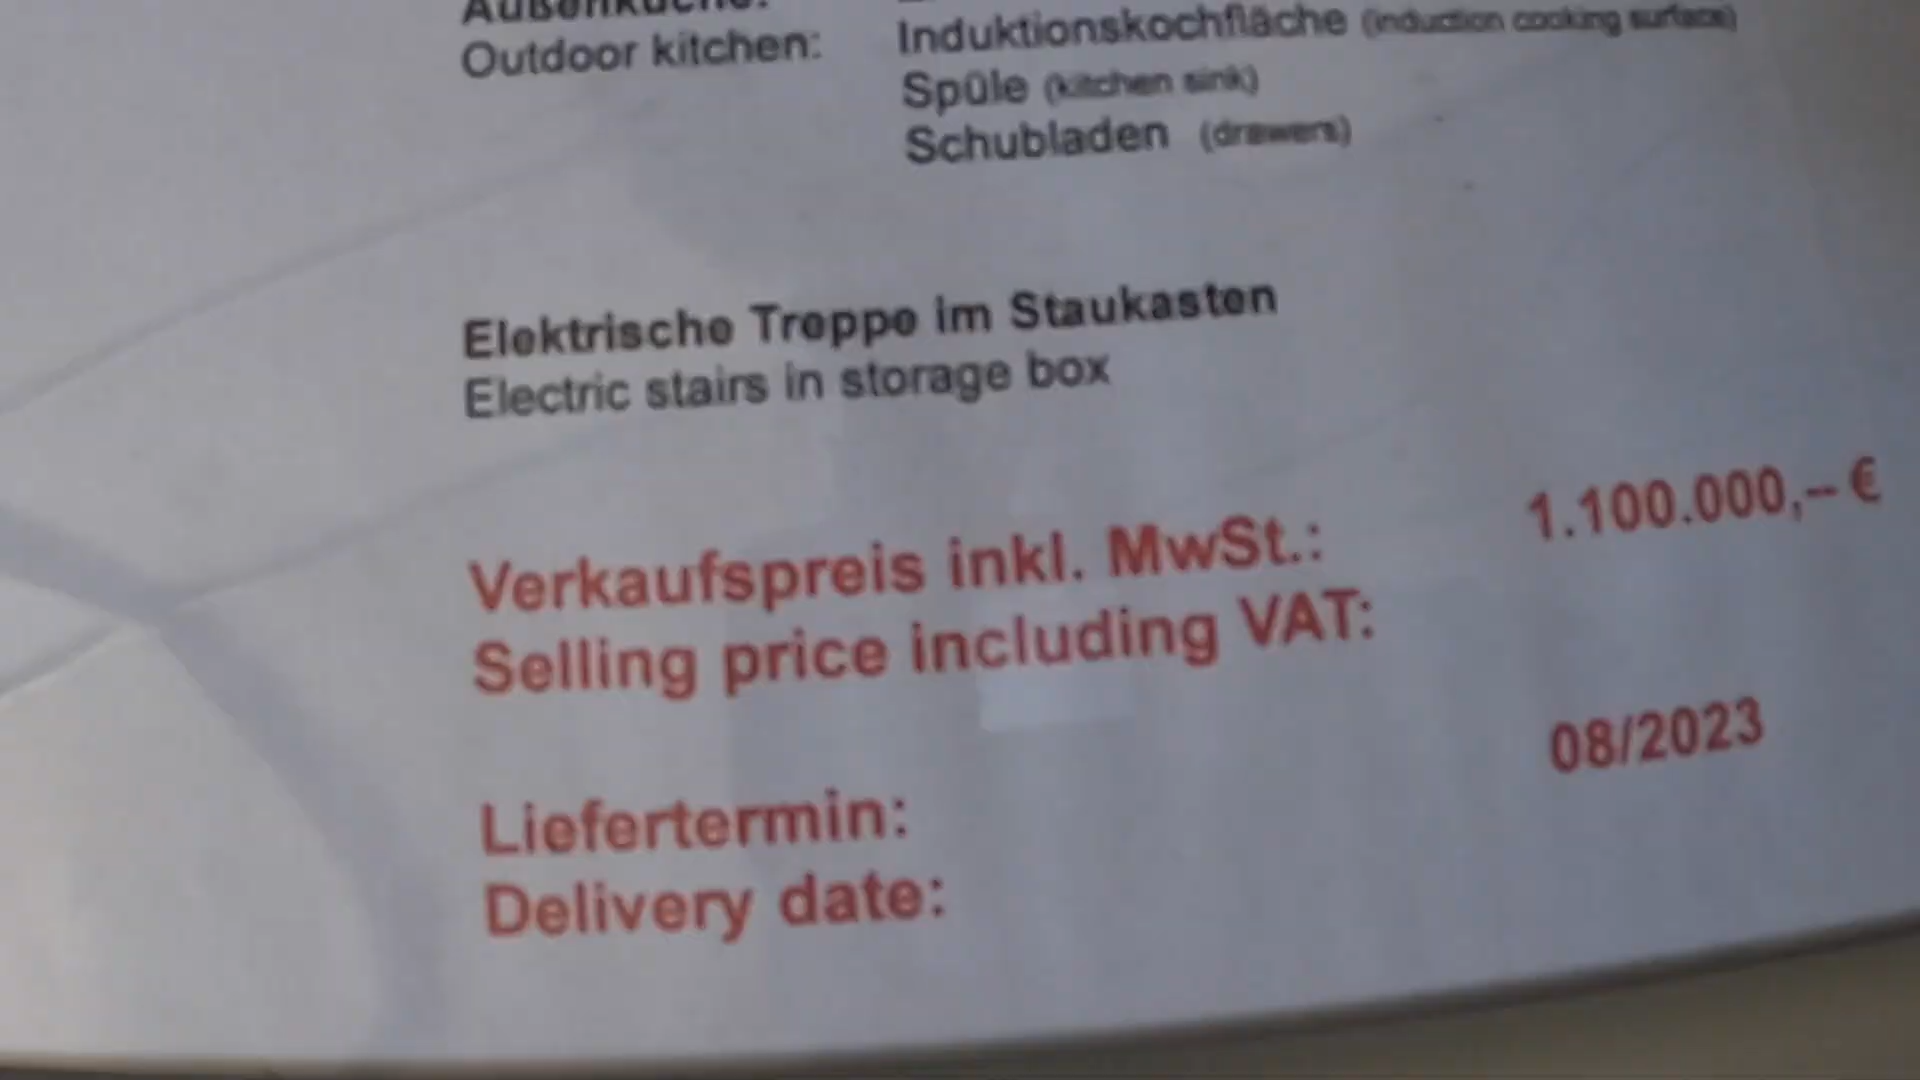 Außenküche:
Outdoor kitchen: Induktionskochfläche (induction cooking surface)
Spüle (kitchen sink)
Schubladen (drawers)
Elektrische Treppe im Staukasten
Electric stairs in storage box
Verkaufspreis inkl. MwSt.: 1.100.000,-- €
Selling price including VAT:
08/2023
Liefertermin:
Delivery date: